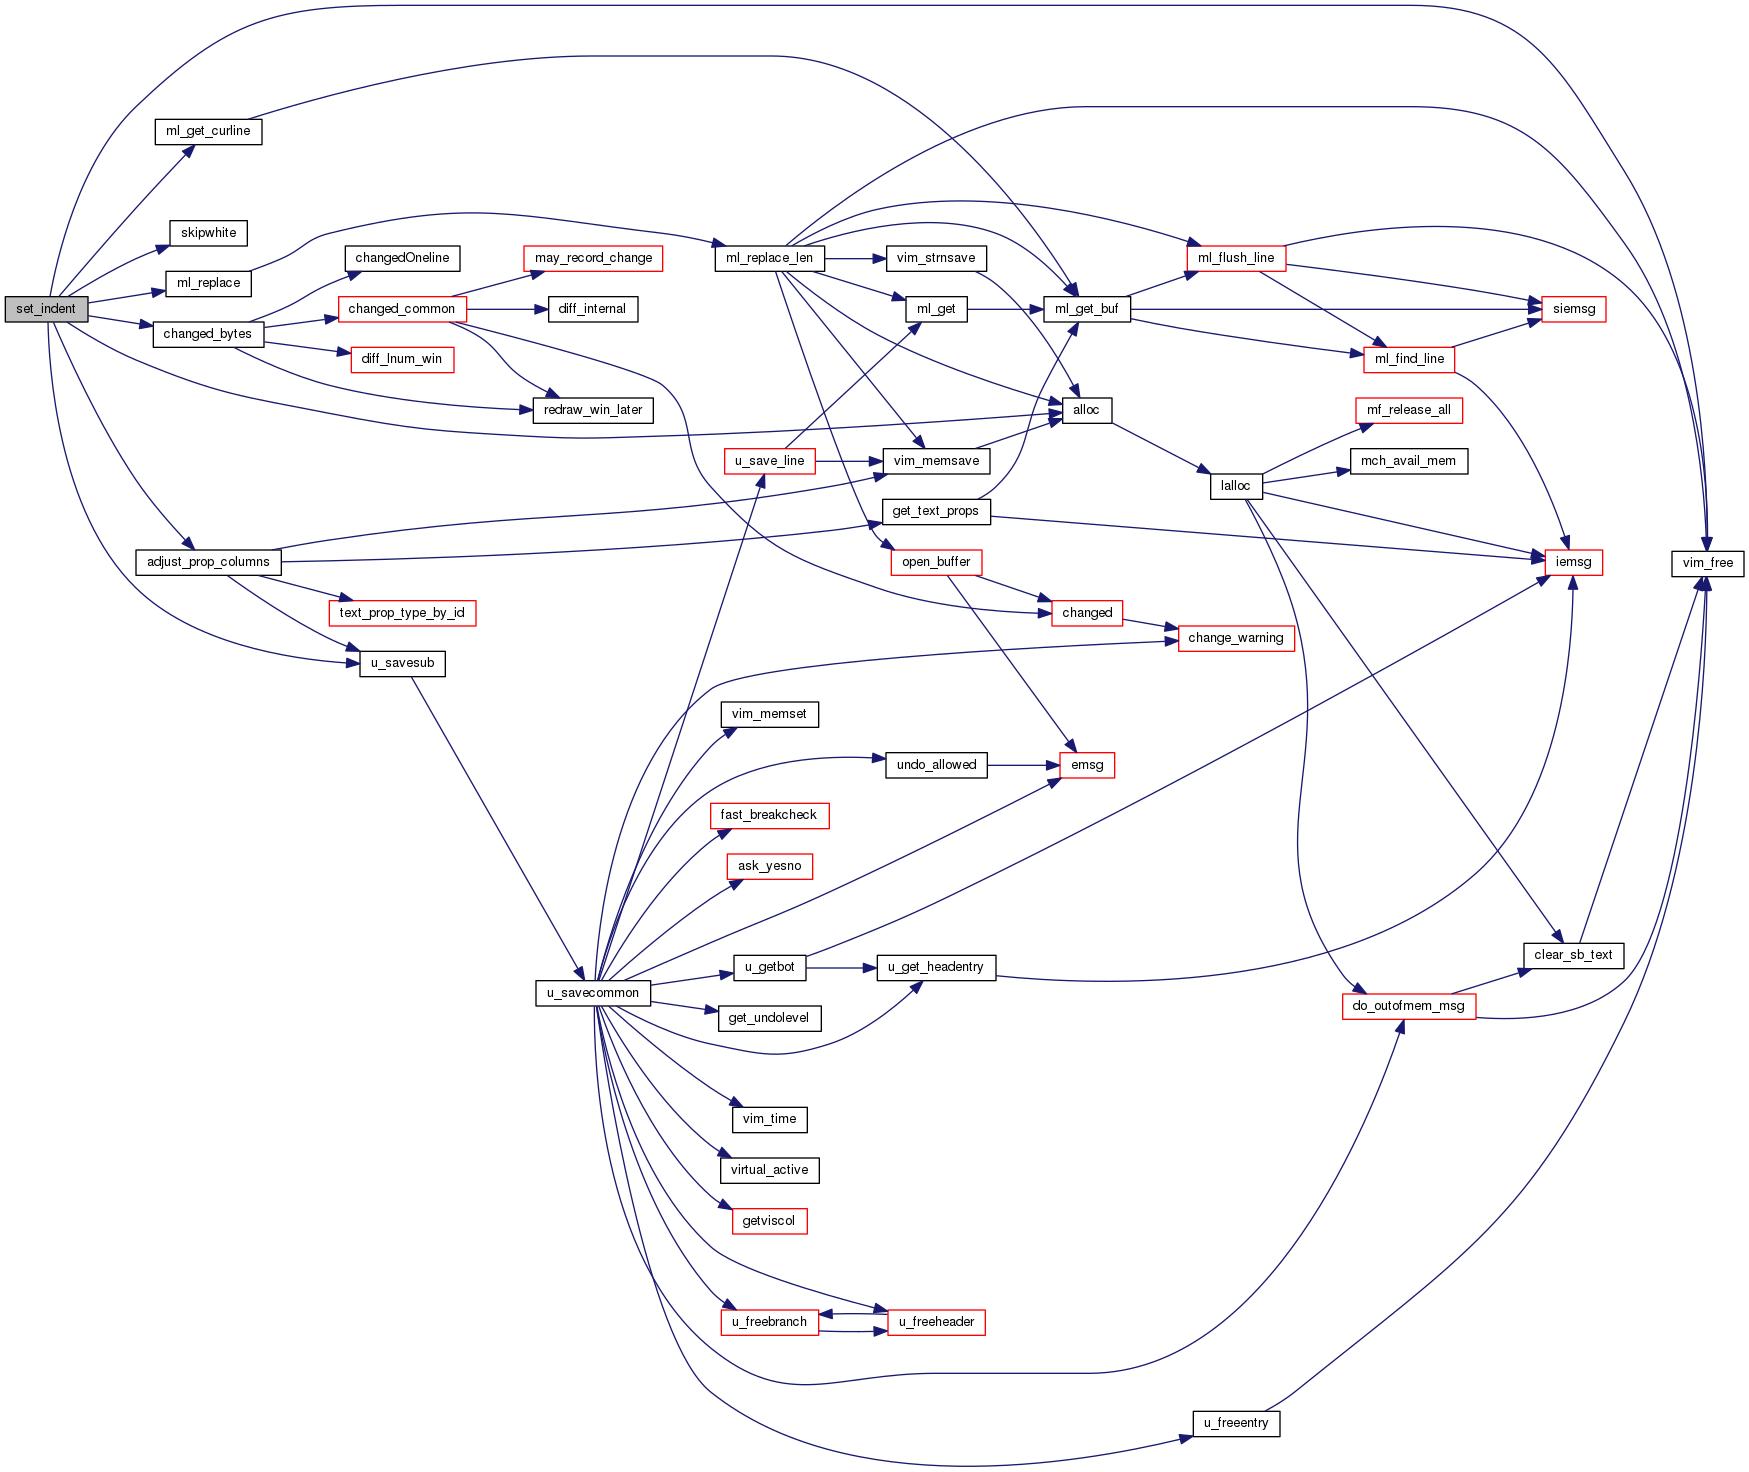 ml_get_curline
skipwhite
changedOneline
may_record_change
ml_replace_len
vim_strnsave
ml_flush_line
ml_replace
set_indent
changed_bytes
changed_common
diff_internal
ml_get
ml_get_buf
siemsg
diff_lnum_win
ml_find_line
redraw_win_later
alloc
mf_release_all
u_save_line
vim_memsave
mch_avail_mem
lalloc
get_text_props
adjust_prop_columns
open_buffer
iemsg
vim_free
text_prop_type_by_id
changed
change_warning
u_savesub
vim_memset
undo_allowed
emsg
fast_breakcheck
ask_yesno
clear_sb_text
u_getbot
u_get_headentry
u_savecommon
do_outofmem_msg
get_undolevel
vim_time
virtual_active
getviscol
u_freebranch
u_freeheader
u_freeentry